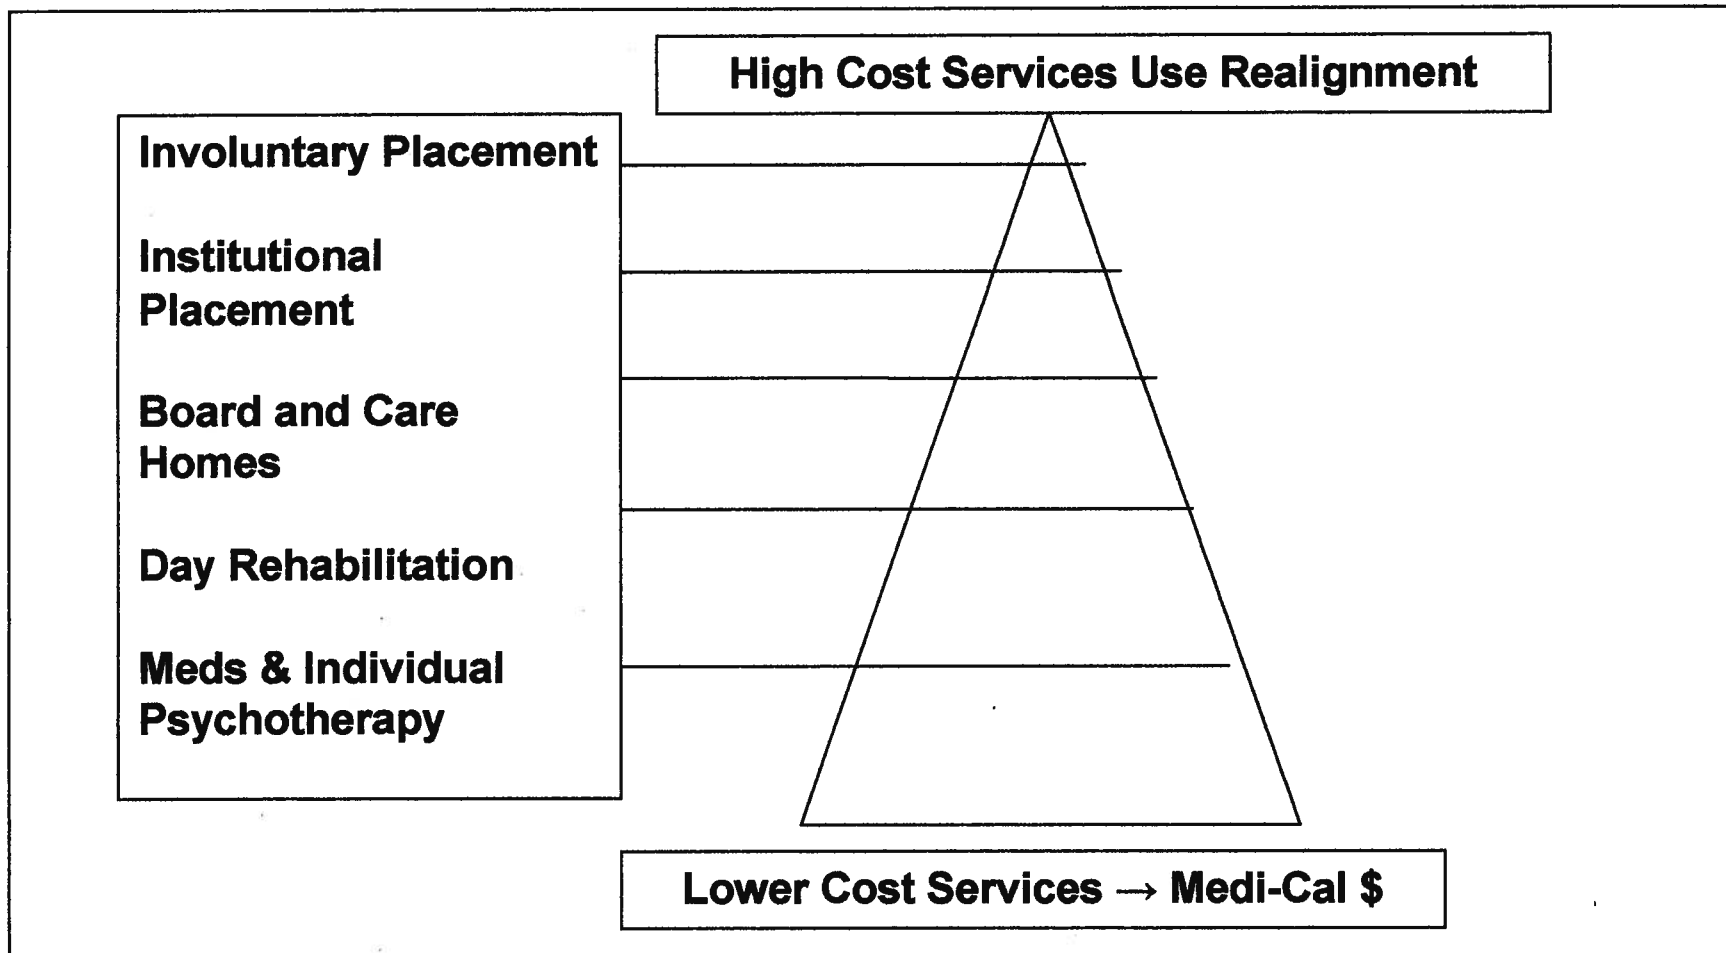 High Cost Services Use Realignment
Involuntary Placement
Institutional
Placement
Board and Care
Homes
Day Rehabilitation
Meds & Individual
Psychotherapy
Lower Cost Services → Medi-Cal $